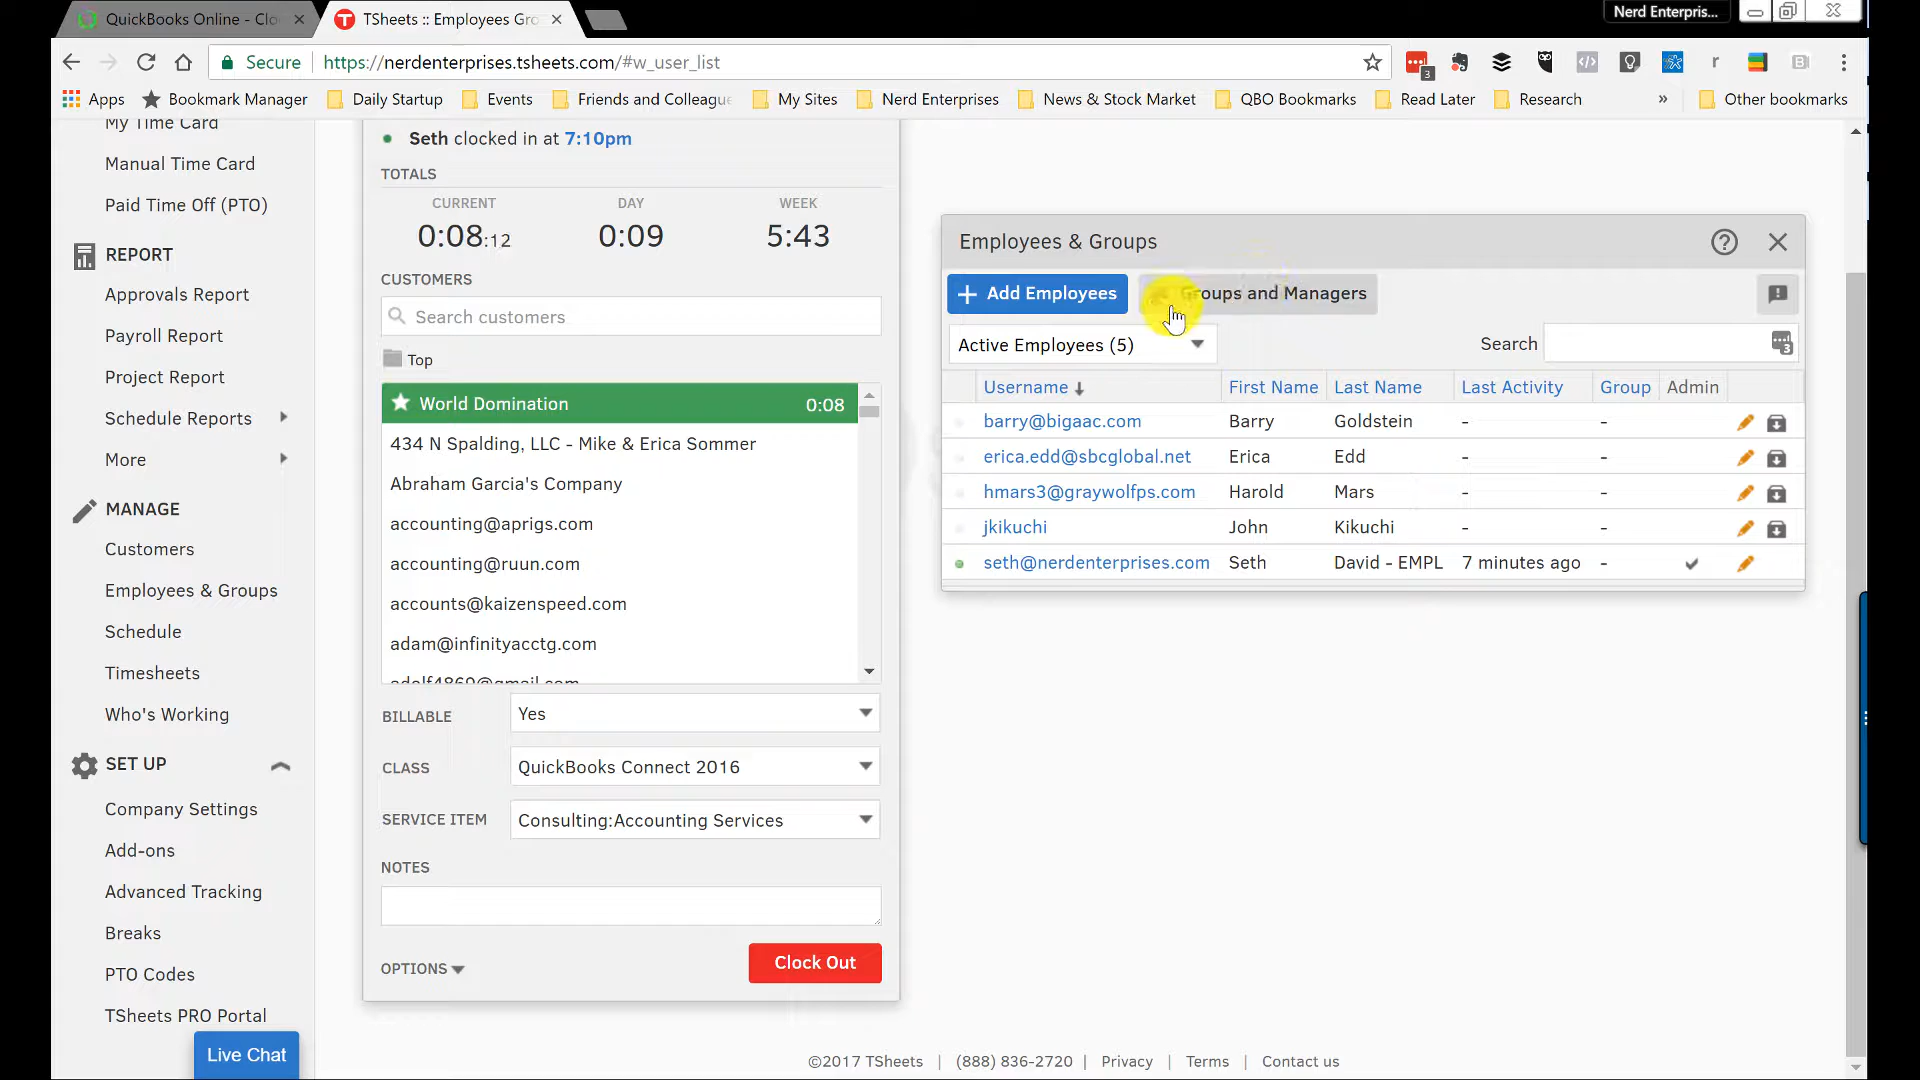 QuickBooks Online - Clo
TSheets :: Employees Gro
Nerd Enterpris...
Secure
https://nerdenterprises.tsheets.com/#w_user_list
3
Apps
Bookmark Manager
Daily Startup
Events
Friends and Colleagu
My Sites
Nerd Enterprises
News & Stock Market
QBO Bookmarks
Read Later
Research
»
Other bookmarks
My Time Card
Manual Time Card
Paid Time Off (PTO)
REPORT
Approvals Report
Payroll Report
Project Report
Schedule Reports
More
MANAGE
Customers
Employees & Groups
Schedule
Timesheets
Who's Working
SET UP
Company Settings
Add-ons
Advanced Tracking
Breaks
PTO Codes
TSheets PRO Portal
Live Chat
Seth clocked in at 7:10pm
TOTALS
CURRENT DAY WEEK
0:08:12 0:09 5:43
CUSTOMERS
Search customers
Top
World Domination 0:08
434 N Spalding, LLC - Mike & Erica Sommer
Abraham Garcia's Company
accounting@aprigs.com
accounting@ruun.com
accounts@kaizenspeed.com
adam@infinityacctg.com
adolf4869@gmail.com
BILLABLE Yes
CLASS QuickBooks Connect 2016
SERVICE ITEM Consulting:Accounting Services
NOTES
OPTIONS
Clock Out
Employees & Groups
Add Employees
Groups and Managers
Active Employees (5)
Search
3
Username First Name Last Name Last Activity Group Admin
barry@bigaac.com Barry Goldstein - -
erica.edd@sbcglobal.net Erica Edd - -
hmars3@graywolfps.com Harold Mars - -
jkikuchi John Kikuchi - -
seth@nerdenterprises.com Seth David - EMPL 7 minutes ago -
©2017 TSheets | (888) 836-2720 | Privacy | Terms | Contact us